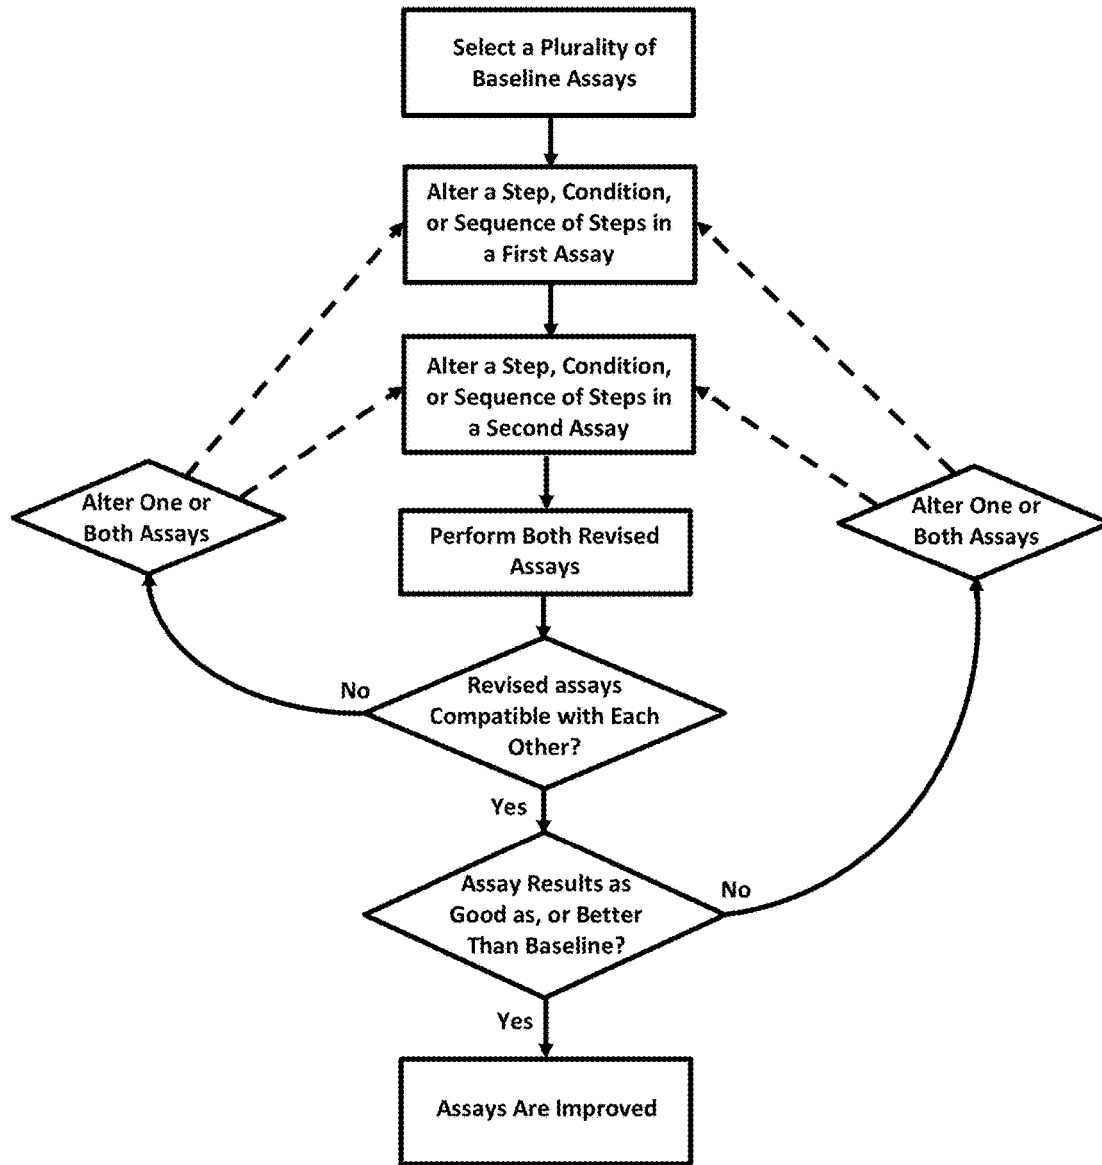 Select a Plurality of
Baseline Assays
Alter a Step, Condition,
or Sequence of Steps in
a First Assay
Alter a Step, Condition,
or Sequence of Steps in
a Second Assay
Alter One or
Both Assays
Alter One or
Both Assays
Perform Both Revised
Assays
No
Revised assays
Compatible with Each
Other?
Yes
Assay Results as
Good as, or Better
Than Baseline?
No
Yes
Assays Are Improved